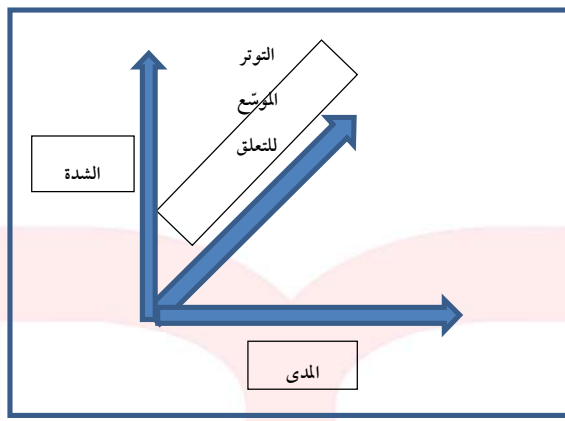 التوتر
الموسّع
للتعلق
الشدة
المدى